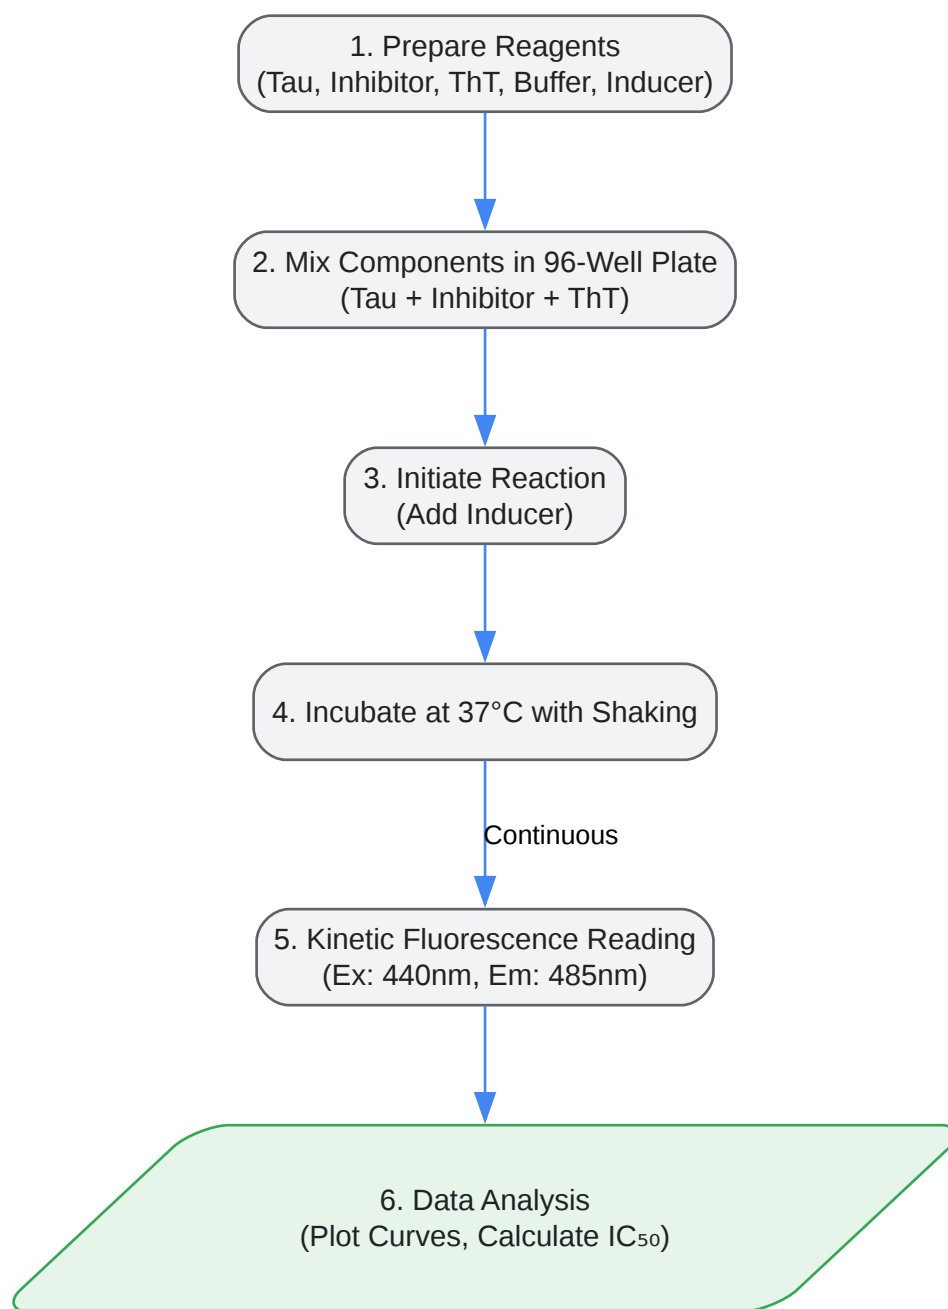 1. Prepare Reagents
(Tau, Inhibitor, ThT, Buffer, Inducer)
2. Mix Components in 96-Well Plate
(Tau + Inhibitor + ThT)
3. Initiate Reaction
(Add Inducer)
4. Incubate at 37°C with Shaking
Continuous
5. Kinetic Fluorescence Reading
(Ex: 440nm, Em: 485nm)
6. Data Analysis
(Plot Curves, Calculate IC₅₀)